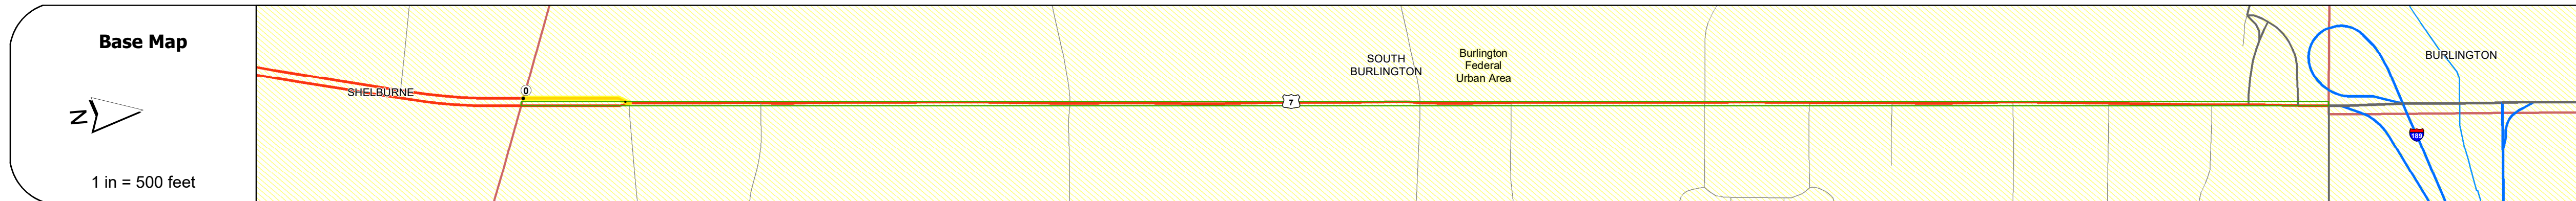 Base Map
N
1 in = 500 feet
SHELBURNE
0
7
SOUTH
BURLINGTON
Burlington
Federal
Urban Area
BURLINGTON
189